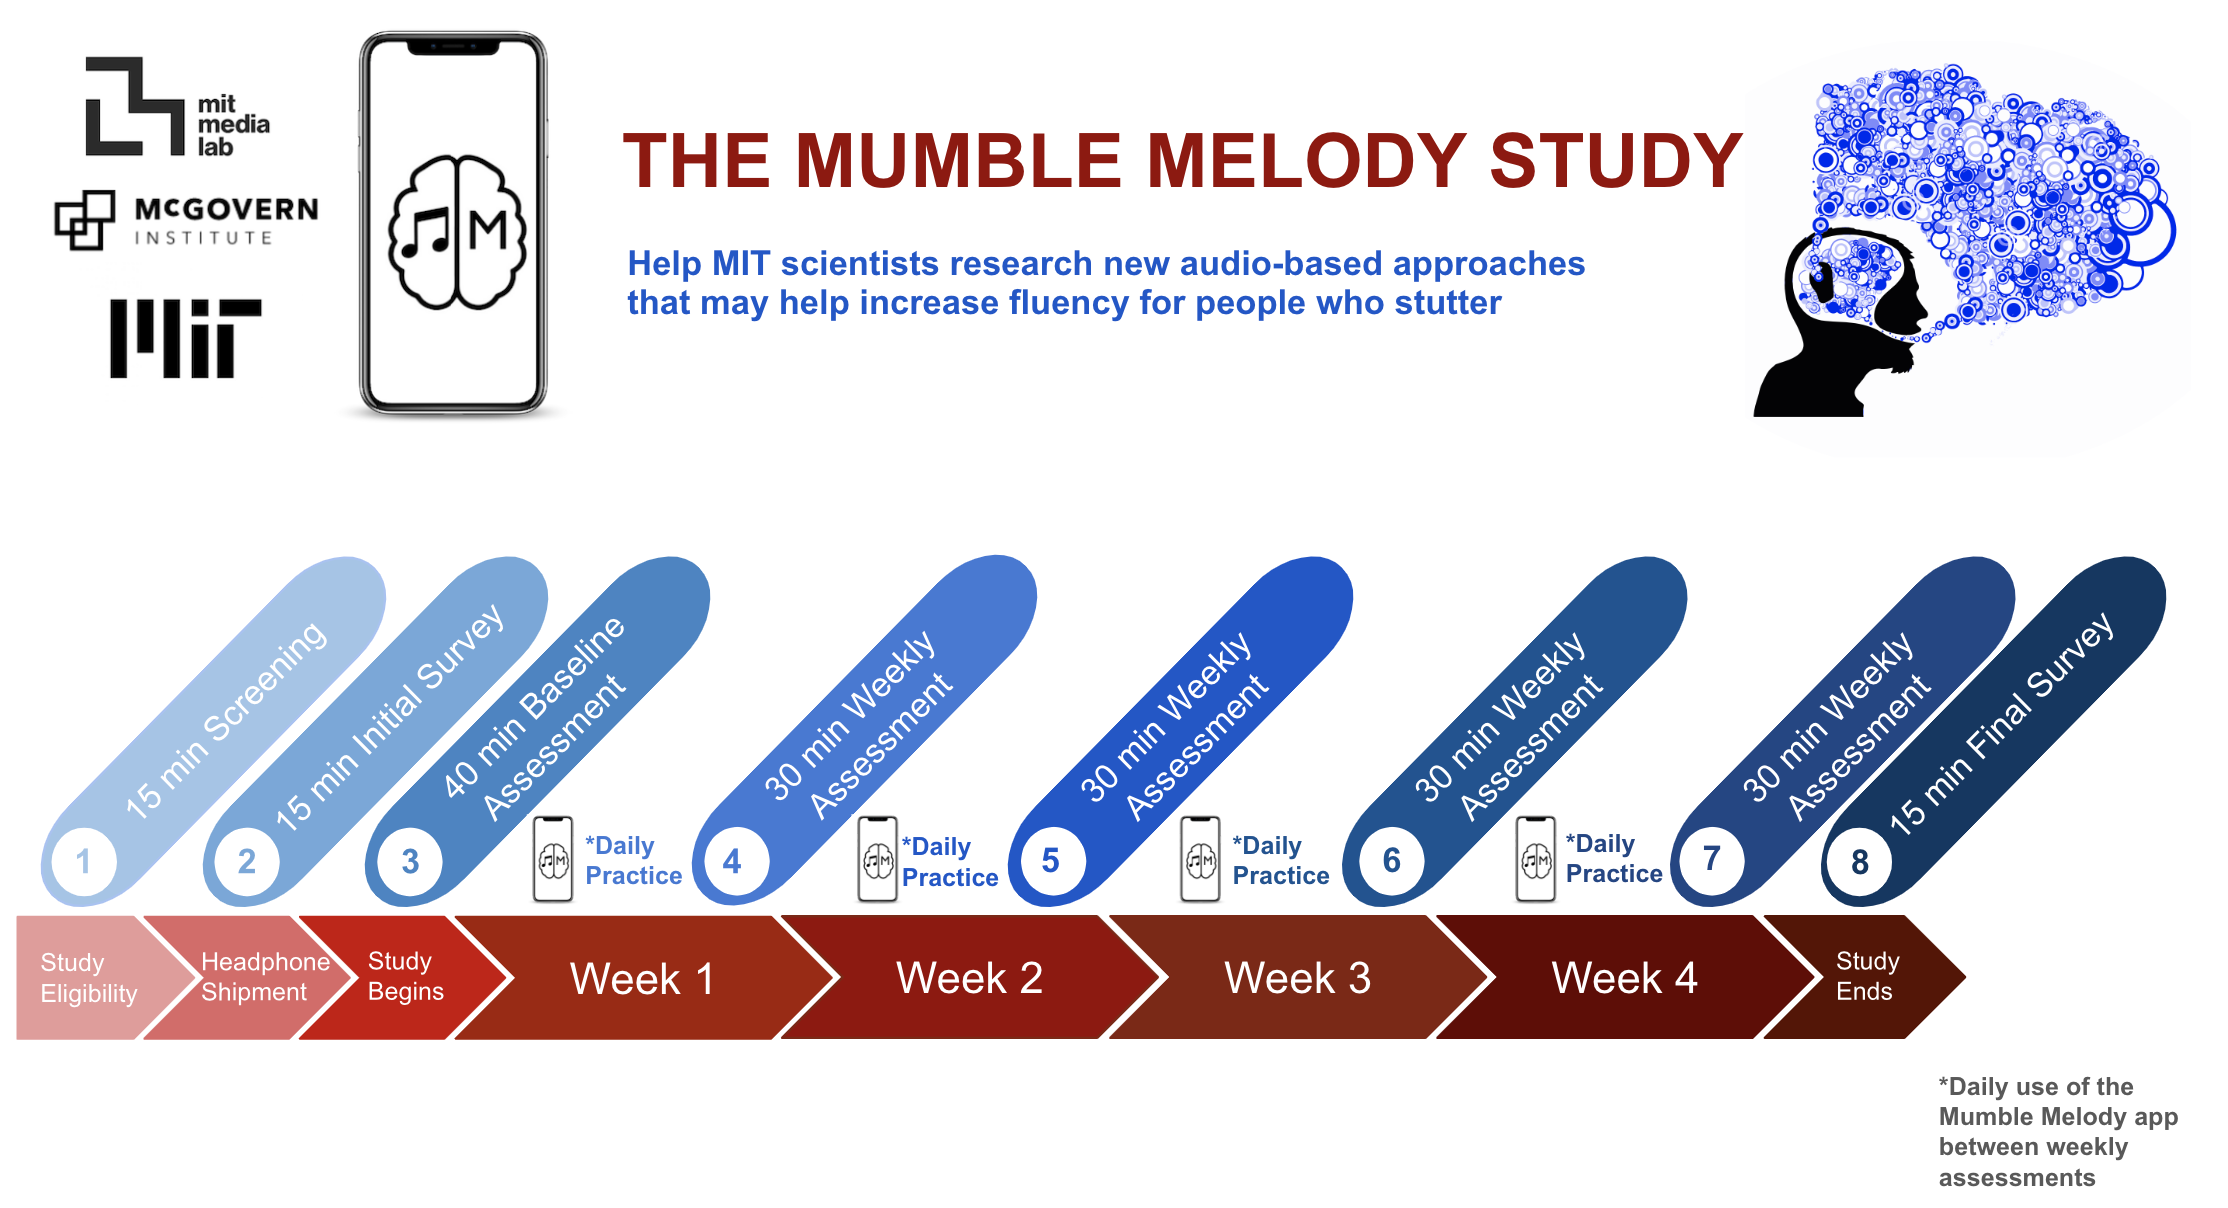 mit
media
lab
McGOVERN
INSTITUTE
MiT
M
THE MUMBLE MELODY STUDY
Help MIT scientists research new audio-based approaches
that may help increase fluency for people who stutter
1
15 min Screening
2
15 min Initial Survey
3
40 min Baseline
Assessment
M
*Daily
Practice
4
30 min Weekly
Assessment
M
*Daily
Practice
5
30 min Weekly
Assessment
M
*Daily
Practice
6
30 min Weekly
Assessment
M
*Daily
Practice
7
30 min Weekly
Assessment
8
15 min Final Survey
Study
Eligibility
Headphone
Shipment
Study
Begins
Week 1
Week 2
Week 3
Week 4
Study
Ends
*Daily use of the
Mumble Melody app
between weekly
assessments